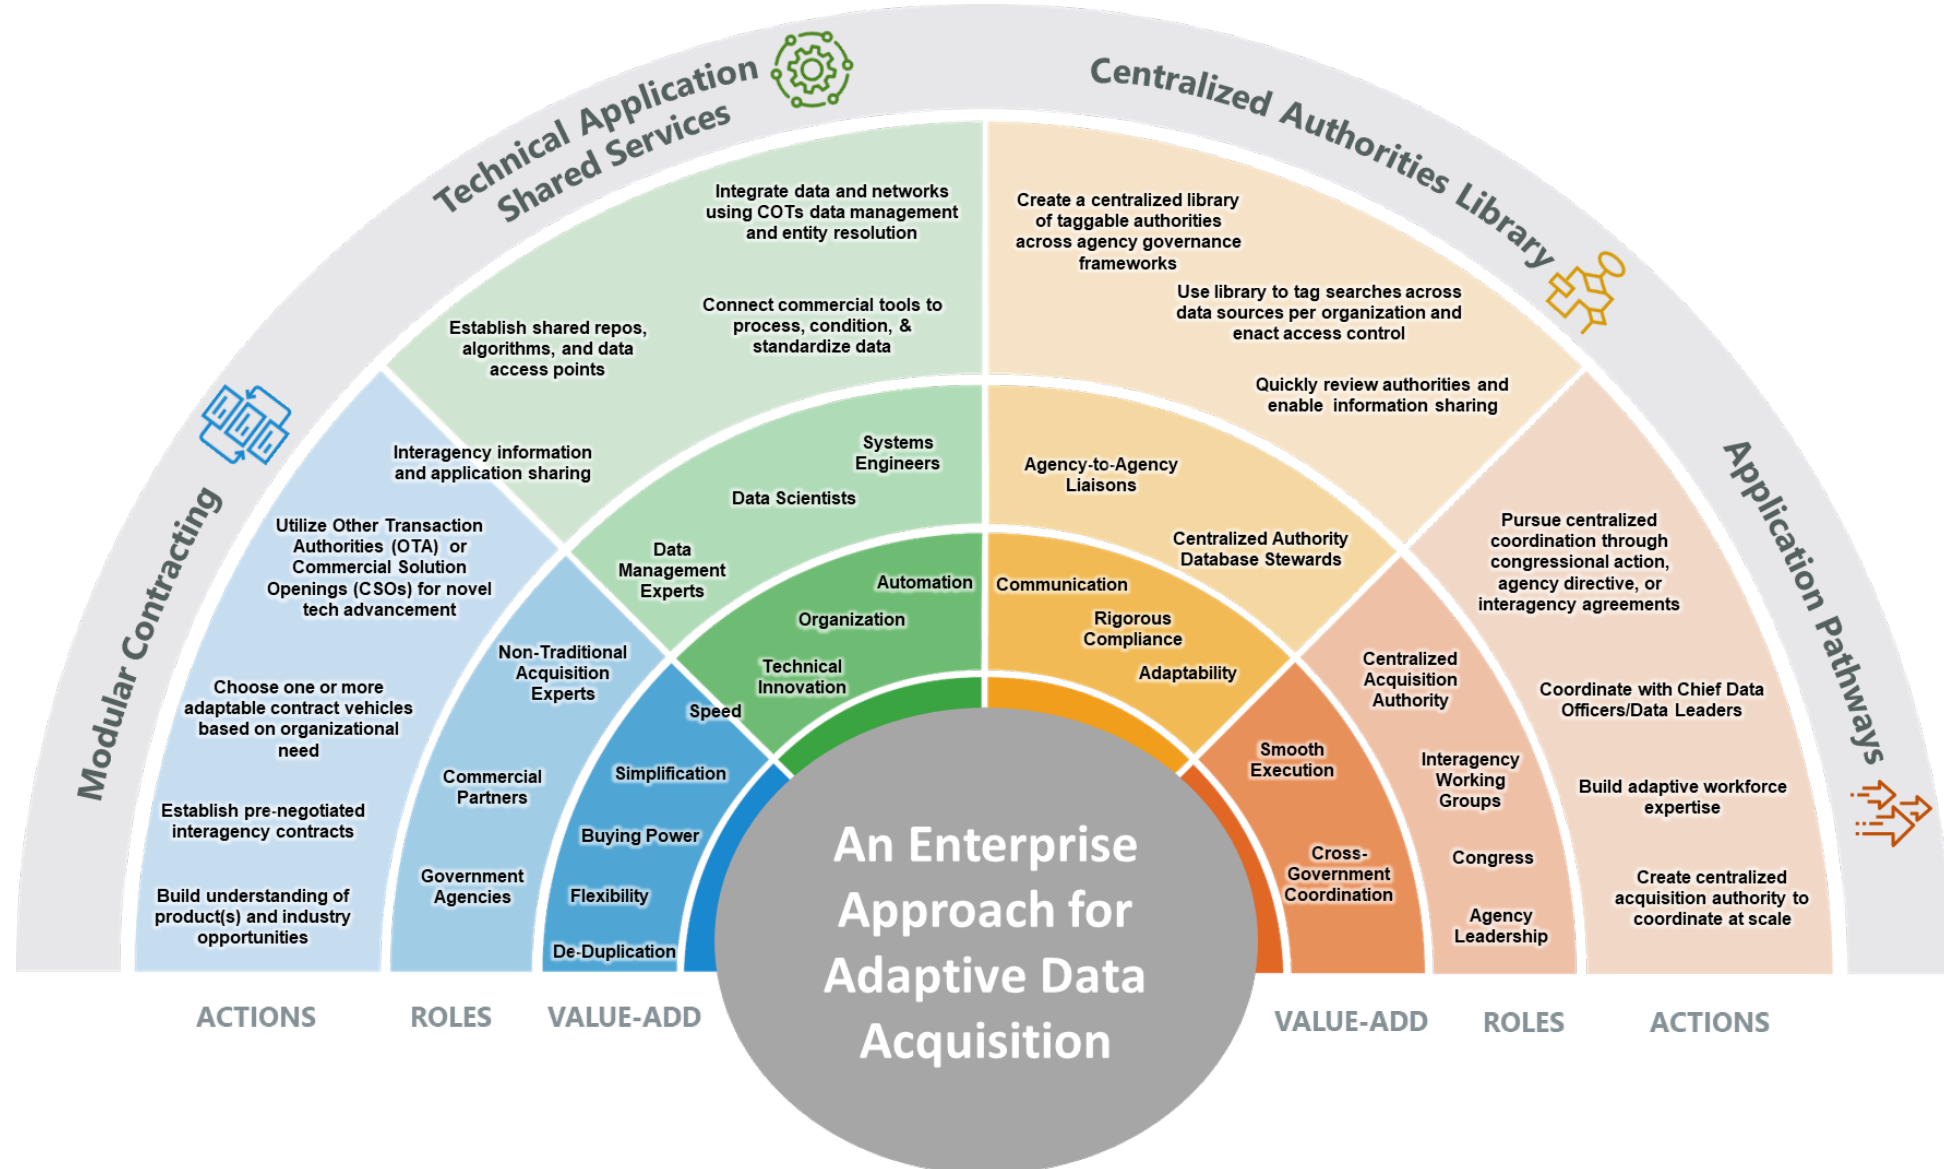 Technical Application
Shared Services
Centralized Authorities Library
Modular Contracting
Application Pathways
Integrate data and networks
using COTs data management
and entity resolution
Connect commercial tools to
process, condition, &
standardize data
Establish shared repos,
algorithms, and data
access points
Interagency information
and application sharing
Systems
Engineers
Data Scientists
Data
Management
Experts
Automation
Organization
Technical
Innovation
Create a centralized library
of taggable authorities
across agency governance
frameworks
Use library to tag searches across
data sources per organization and
enact access control
Quickly review authorities and
enable information sharing
Agency-to-Agency
Liaisons
Centralized Authority
Database Stewards
Communication
Rigorous
Compliance
Adaptability
Utilize Other Transaction
Authorities (OTA) or
Commercial Solution
Openings (CSOs) for novel
tech advancement
Choose one or more
adaptable contract vehicles
based on organizational
need
Establish pre-negotiated
interagency contracts
Build understanding of
product(s) and industry
opportunities
Non-Traditional
Acquisition
Experts
Commercial
Partners
Government
Agencies
Speed
Simplification
Buying Power
Flexibility
De-Duplication
Smooth
Execution
Cross-
Government
Coordination
Centralized
Acquisition
Authority
Interagency
Working
Groups
Congress
Agency
Leadership
Pursue centralized
coordination through
congressional action,
agency directive, or
interagency agreements
Coordinate with Chief Data
Officers/Data Leaders
Build adaptive workforce
expertise
Create centralized
acquisition authority to
coordinate at scale
An Enterprise
Approach for
Adaptive Data
Acquisition
ACTIONS
ROLES
VALUE-ADD
VALUE-ADD
ROLES
ACTIONS